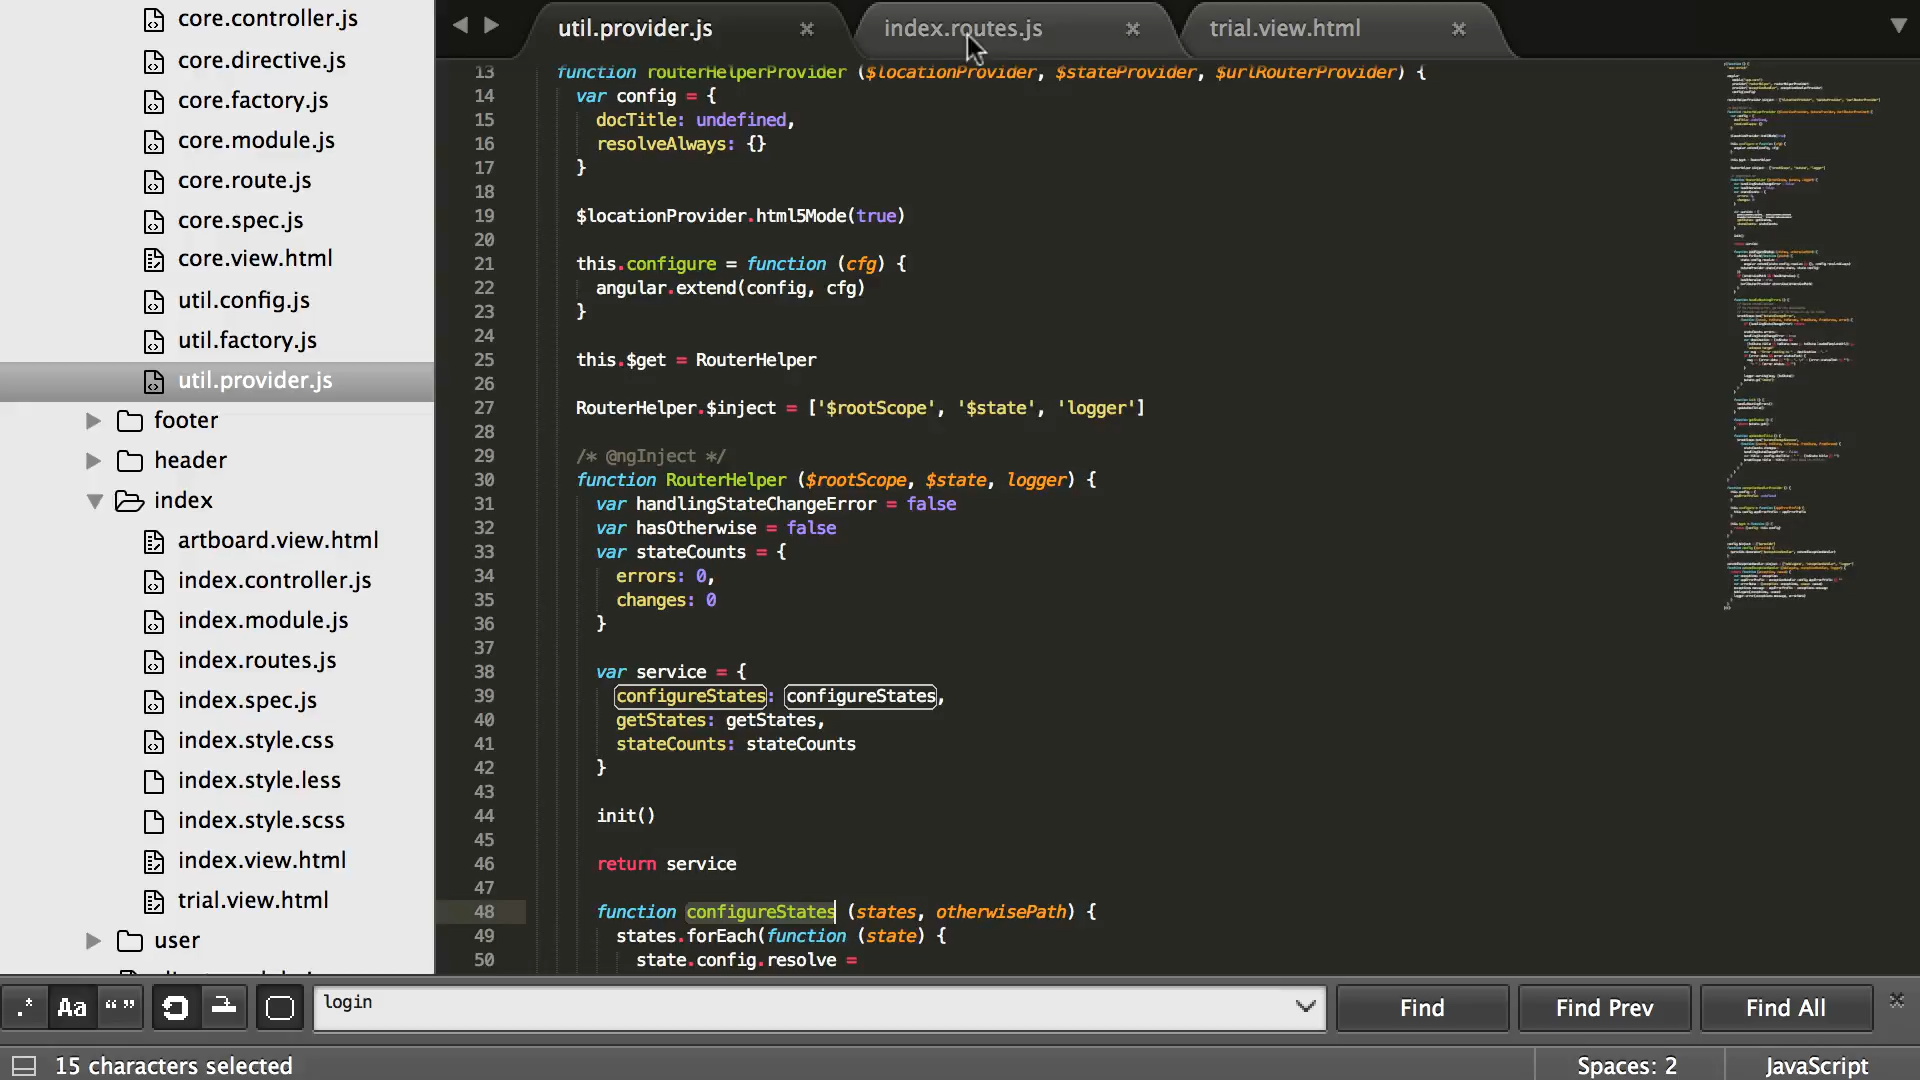 core.controller.js
core.directive.js
core.factory.js
core.module.js
core.route.js
core.spec.js
core.view.html
util.config.js
util.factory.js
util.provider.js
footer
header
index
artboard.view.html
index.controller.js
index.module.js
index.routes.js
index.spec.js
index.style.css
index.style.less
index.style.scss
index.view.html
trial.view.html
user
util.provider.js
index.routes.js
trial.view.html
13 function routerHelperProvider ($locationProvider, $stateProvider, $urlRouterProvider) {
14 var config = {
15 docTitle: undefined,
16 resolveAlways: {}
17 }
18
19 $locationProvider.html5Mode(true)
20
21 this.configure = function (cfg) {
22 angular.extend(config, cfg)
23 }
24
25 this.$get = RouterHelper
26
27 RouterHelper.$inject = ['$rootScope', '$state', 'logger']
28
29 /* @ngInject */
30 function RouterHelper ($rootScope, $state, logger) {
31 var handlingStateChangeError = false
32 var hasOtherwise = false
33 var stateCounts = {
34 errors: 0,
35 changes: 0
36 }
37
38 var service = {
39 configureStates: configureStates,
40 getStates: getStates,
41 stateCounts: stateCounts
42 }
43
44 init()
45
46 return service
47
48 function configureStates (states, otherwisePath) {
49 states.forEach(function (state) {
50 state.config.resolve =
.* Aa “ ” login Find Find Prev Find All
15 characters selected Spaces: 2 JavaScript